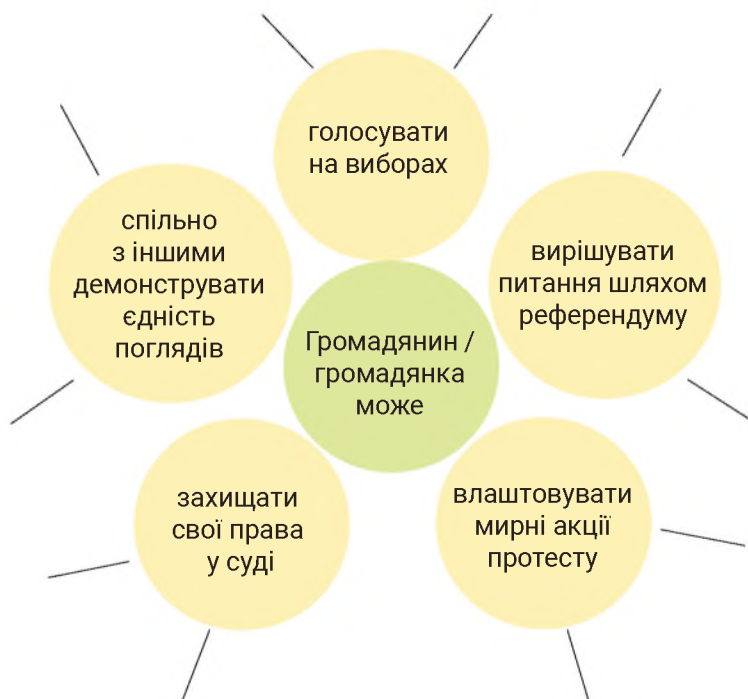 голосувати
на виборах
спільно
з іншими
демонструвати
єдність
поглядів
вирішувати
питання шляхом
референдуму
Громадянин /
громадянка
може
захищати
свої права
у суді
влаштовувати
мирні акції
протесту